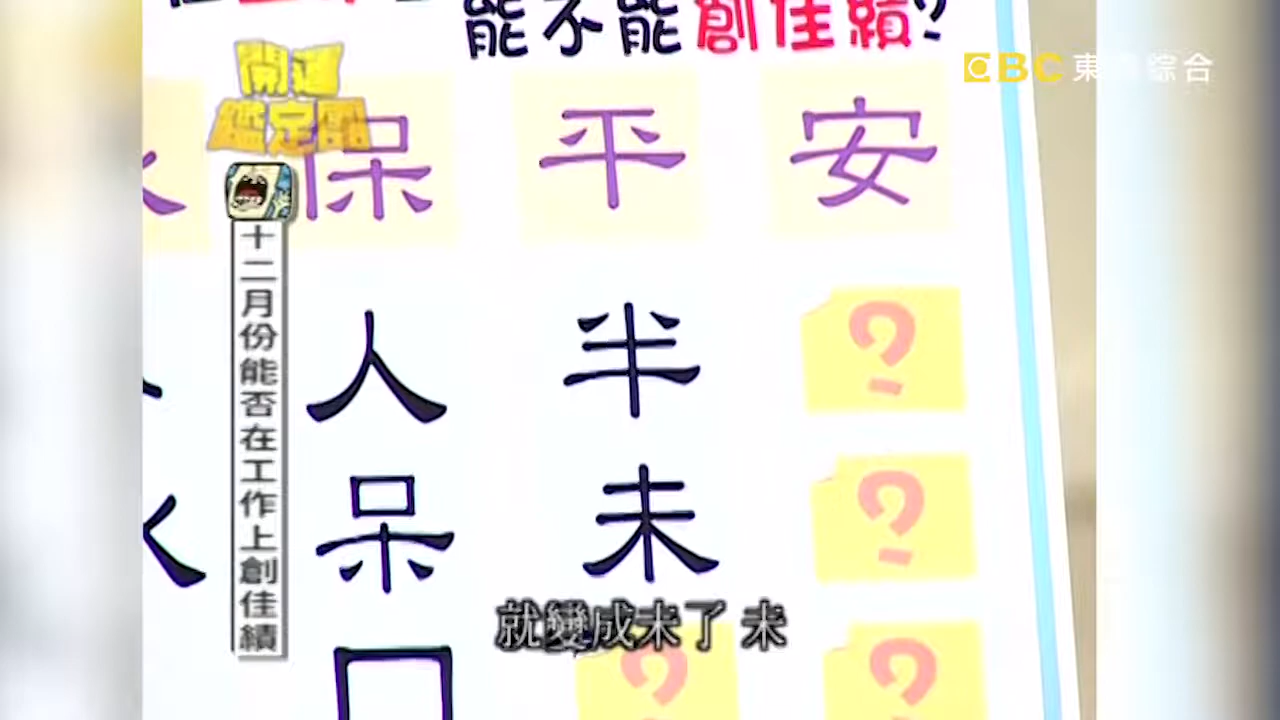 能不能創佳績?
EBC 東森綜合
開運
鑑定團
保 平 安
十二月份能否在工作上創佳績
人 半 ?
呆 未 ?
就變成未了 未
口 ? ?